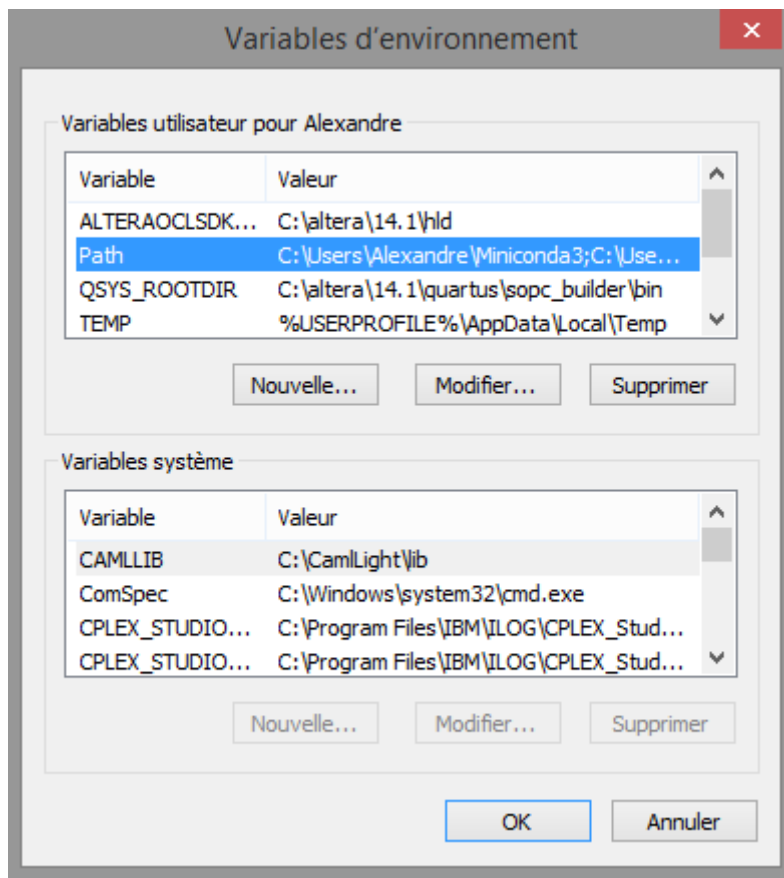 Variables d'environnement
Variables utilisateur pour Alexandre
Variable Valeur
ALTERAOCLSDK... C:\altera\14.1\hld
Path C:\Users\Alexandre\Miniconda3;C:\Use...
QSYS_ROOTDIR C:\altera\14.1\quartus\sopc_builder\bin
TEMP %USERPROFILE%\AppData\Local\Temp
Nouvelle... Modifier... Supprimer
Variables système
Variable Valeur
CAMLLIB C:\CamlLight\lib
ComSpec C:\Windows\system32\cmd.exe
CPLEX_STUDIO... C:\Program Files\IBM\ILOG\CPLEX_Stud...
CPLEX_STUDIO... C:\Program Files\IBM\ILOG\CPLEX_Stud...
Nouvelle... Modifier... Supprimer
OK Annuler